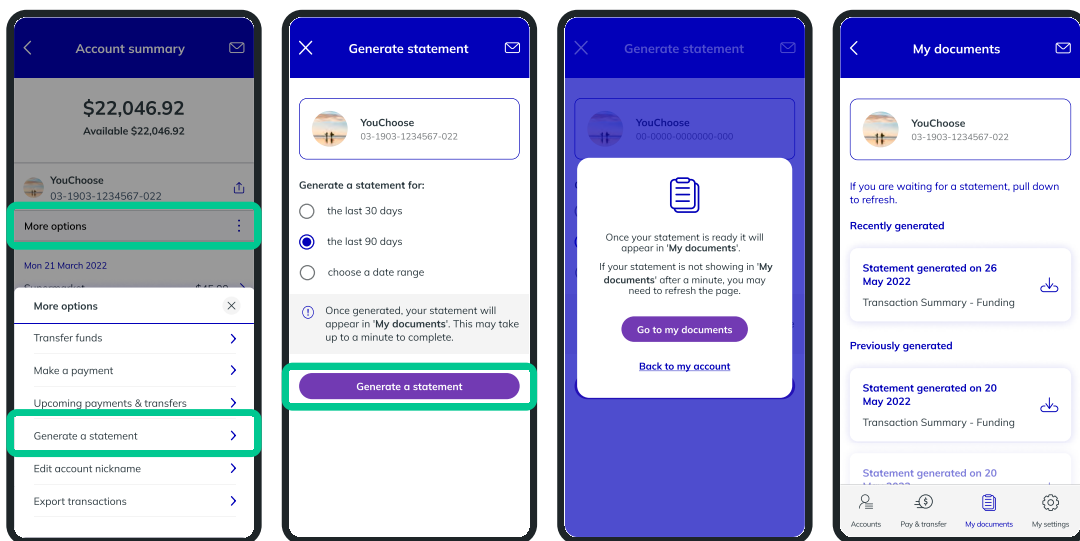 Account summary
$22,046.92
Available $22,046.92
YouChoose
03-1903-1234567-022
More options
Mon 21 March 2022
Supermarket $45.00
More options
Transfer funds
Make a payment
Upcoming payments & transfers
Generate a statement
Edit account nickname
Export transactions
Generate statement
YouChoose
03-1903-1234567-022
Generate a statement for:
the last 30 days
the last 90 days
choose a date range
Once generated, your statement will
appear in 'My documents'. This may take
up to a minute to complete.
Generate a statement
Generate statement
YouChoose
00-0000-0000000-000
Once your statement is ready it will
appear in 'My documents'.
If your statement is not showing in 'My
documents' after a minute, you may
need to refresh the page.
Go to my documents
Back to my account
My documents
YouChoose
03-1903-1234567-022
If you are waiting for a statement, pull down
to refresh.
Recently generated
Statement generated on 26
May 2022
Transaction Summary - Funding
Previously generated
Statement generated on 20
May 2022
Transaction Summary - Funding
Statement generated on 20
May 2022
Accounts
Pay & transfer
My documents
My settings